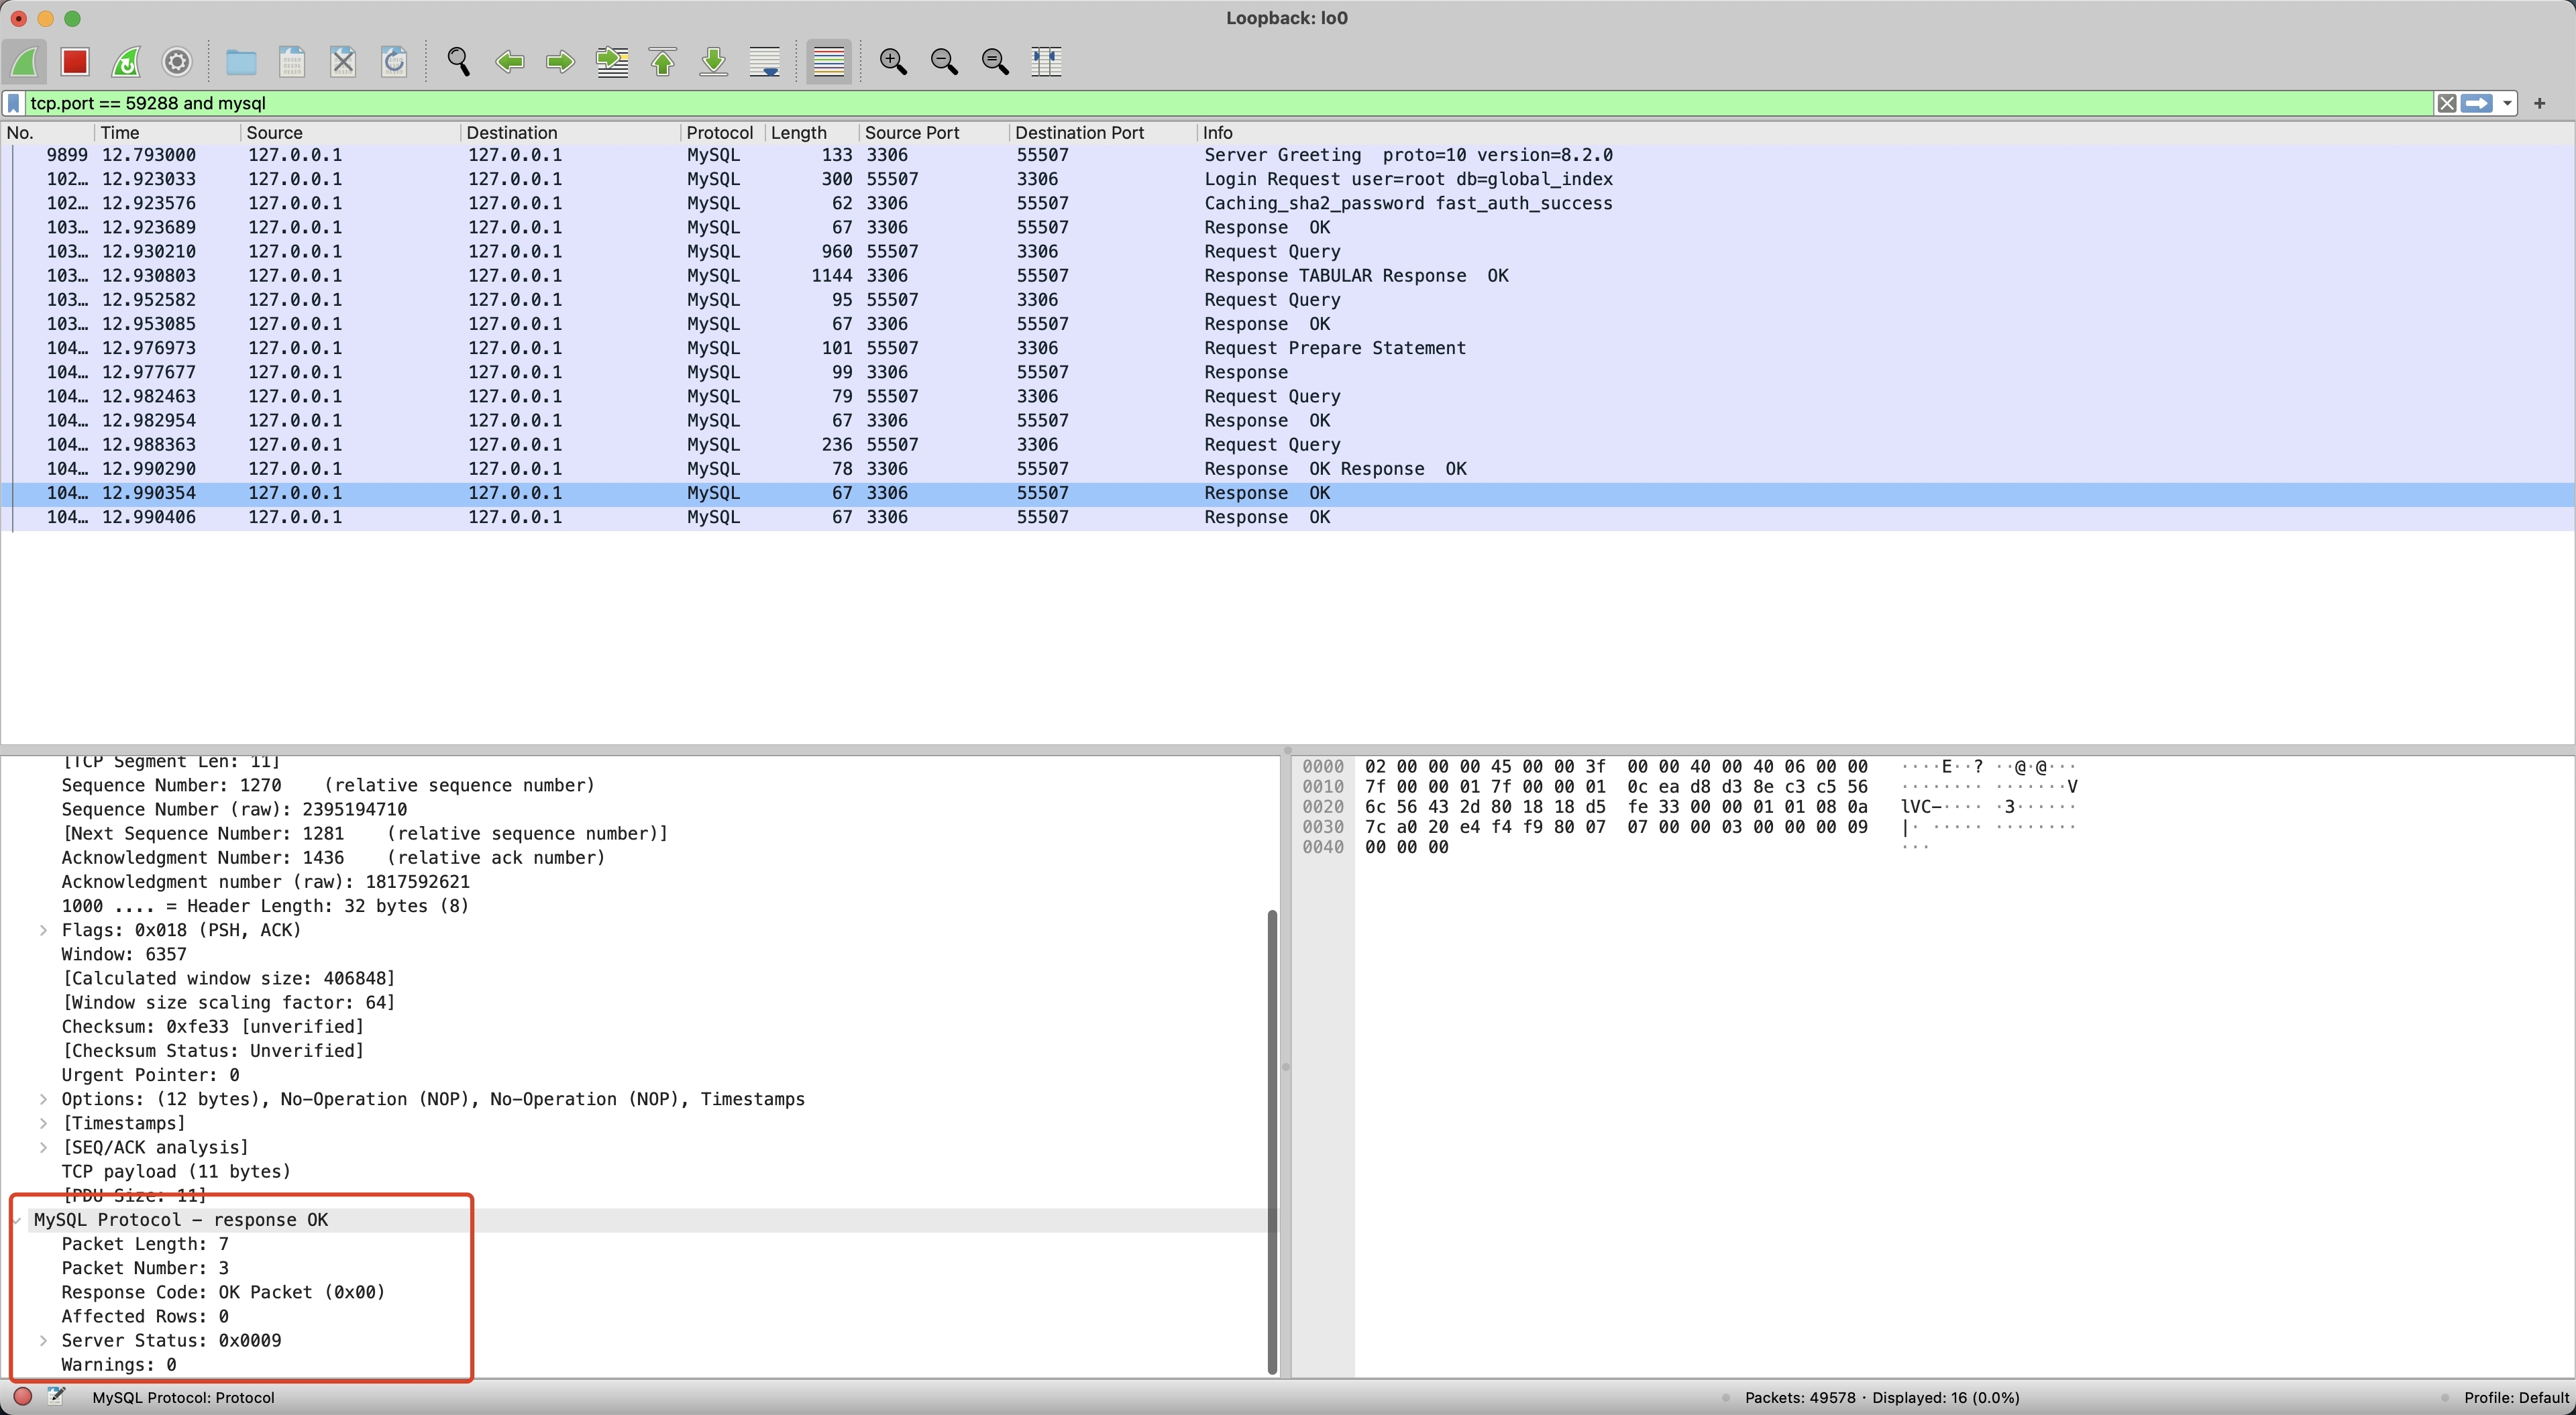 Loopback: lo0
tcp.port == 59288 and mysql
No. Time Source Destination Protocol Length Source Port Destination Port Info
9899 12.793000 127.0.0.1 127.0.0.1 MySQL 133 3306 55507 Server Greeting  proto=10 version=8.2.0
102… 12.923033 127.0.0.1 127.0.0.1 MySQL 300 55507 3306 Login Request user=root db=global_index
102… 12.923576 127.0.0.1 127.0.0.1 MySQL 62 3306 55507 Caching_sha2_password fast_auth_success
103… 12.923689 127.0.0.1 127.0.0.1 MySQL 67 3306 55507 Response  OK
103… 12.930210 127.0.0.1 127.0.0.1 MySQL 960 55507 3306 Request Query
103… 12.930803 127.0.0.1 127.0.0.1 MySQL 1144 3306 55507 Response TABULAR Response  OK
103… 12.952582 127.0.0.1 127.0.0.1 MySQL 95 55507 3306 Request Query
103… 12.953085 127.0.0.1 127.0.0.1 MySQL 67 3306 55507 Response  OK
104… 12.976973 127.0.0.1 127.0.0.1 MySQL 101 55507 3306 Request Prepare Statement
104… 12.977677 127.0.0.1 127.0.0.1 MySQL 99 3306 55507 Response
104… 12.982463 127.0.0.1 127.0.0.1 MySQL 79 55507 3306 Request Query
104… 12.982954 127.0.0.1 127.0.0.1 MySQL 67 3306 55507 Response  OK
104… 12.988363 127.0.0.1 127.0.0.1 MySQL 236 55507 3306 Request Query
104… 12.990290 127.0.0.1 127.0.0.1 MySQL 78 3306 55507 Response  OK Response  OK
104… 12.990354 127.0.0.1 127.0.0.1 MySQL 67 3306 55507 Response  OK
104… 12.990406 127.0.0.1 127.0.0.1 MySQL 67 3306 55507 Response  OK
[TCP Segment Len: 11]
Sequence Number: 1270    (relative sequence number)
Sequence Number (raw): 2395194710
[Next Sequence Number: 1281    (relative sequence number)]
Acknowledgment Number: 1436    (relative ack number)
Acknowledgment number (raw): 1817592621
1000 .... = Header Length: 32 bytes (8)
Flags: 0x018 (PSH, ACK)
Window: 6357
[Calculated window size: 406848]
[Window size scaling factor: 64]
Checksum: 0xfe33 [unverified]
[Checksum Status: Unverified]
Urgent Pointer: 0
Options: (12 bytes), No-Operation (NOP), No-Operation (NOP), Timestamps
[Timestamps]
[SEQ/ACK analysis]
TCP payload (11 bytes)
[PDU Size: 11]
MySQL Protocol - response OK
Packet Length: 7
Packet Number: 3
Response Code: OK Packet (0x00)
Affected Rows: 0
Server Status: 0x0009
Warnings: 0
0000 02 00 00 00 45 00 00 3f  00 00 40 00 40 06 00 00 ····E··? ··@·@···
0010 7f 00 00 01 7f 00 00 01  0c ea d8 d3 8e c3 c5 56 ········ ·······V
0020 6c 56 43 2d 80 18 18 d5  fe 33 00 00 01 01 08 0a lVC-···· ·3······
0030 7c a0 20 e4 f4 f9 80 07  07 00 00 03 00 00 00 09 |· ····· ········
0040 00 00 00 ···
MySQL Protocol: Protocol
Packets: 49578 · Displayed: 16 (0.0%)
Profile: Default